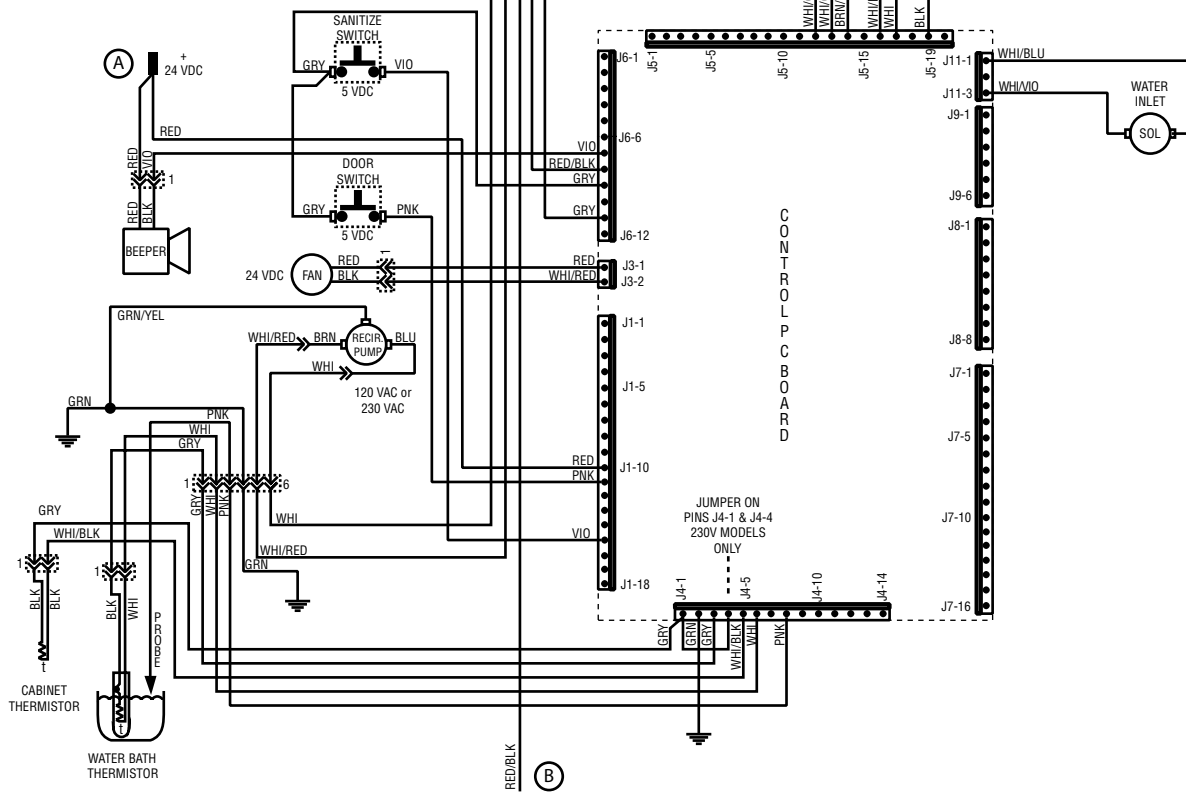 SANITIZE
SWITCH
GRY
VIO
5 VDC
A
+
24 VDC
RED
VIO
RED
VIO
RED/BLK
GRY
GRY
1
RED
BLK
BEEPER
DOOR
SWITCH
GRY
PNK
5 VDC
24 VDC
FAN
RED
BLK
1
RED
WHI/RED
GRN/YEL
WHI/RED
BRN
RECIR.
PUMP
BLU
WHI
120 VAC or
230 VAC
GRN
PNK
WHI
GRY
1
6
GRY
WHI
PNK
WHI
WHI/RED
GRN
RED
PNK
VIO
GRY
WHI/BLK
1
1
BLK
BLK
BLK
WHI
PROBE
t
t
CABINET
THERMISTOR
WATER BATH
THERMISTOR
RED/BLK
B
WHI
BLK
J5-1
J5-5
J5-10
J5-15
J5-19
J6-1
J6-6
J6-12
J3-1
J3-2
J1-1
J1-5
J1-10
J1-18
CONTROL PC BOARD
JUMPER ON
PINS J4-1 & J4-4
230V MODELS
ONLY
J4-1
J4-5
J4-10
J4-14
GRY
GRN
GRY
WHI/BLK
WHI
PNK
J11-1
J11-3
J9-1
J9-6
J8-1
J8-8
J7-1
J7-5
J7-10
J7-16
WHI/BLU
WHI/VIO
WATER
INLET
SOL